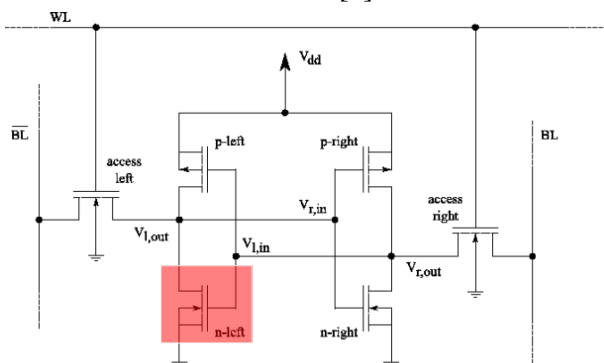 WL
V_dd
B̅L̅
BL
p-left
p-right
access
left
access
right
V_r,in
V_l,out
V_l,in
V_r,out
n-left
n-right